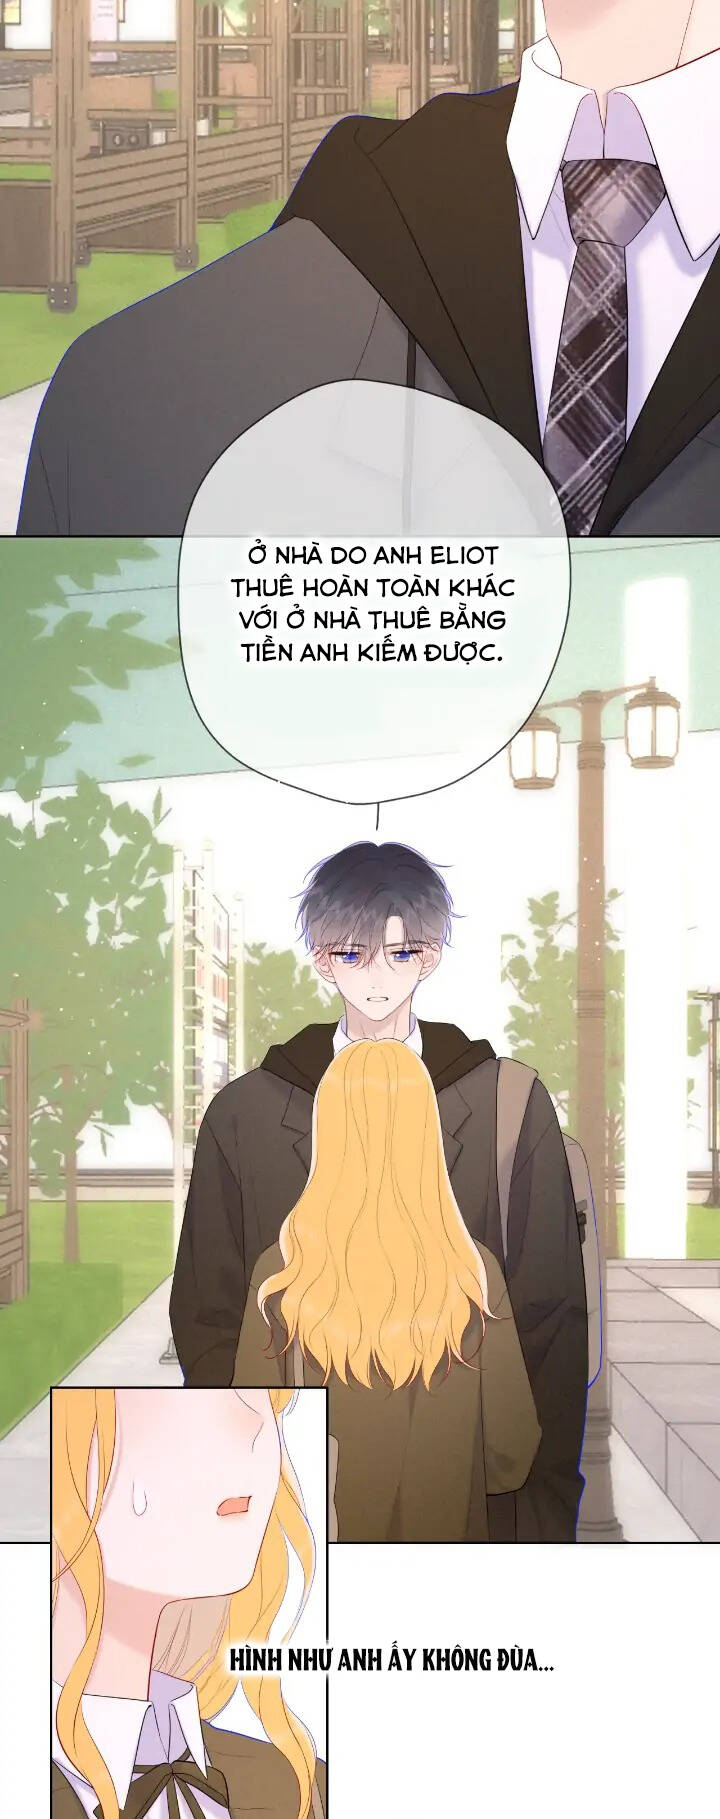 Ở NHÀ DO ANH ELIOT
THUÊ HOÀN TOÀN KHÁC
VỚI Ở NHÀ THUÊ BẰNG
TIỀN ANH KIẾM ĐƯỢC.
HÌNH NHƯ ANH ẤY KHÔNG ĐÙA...